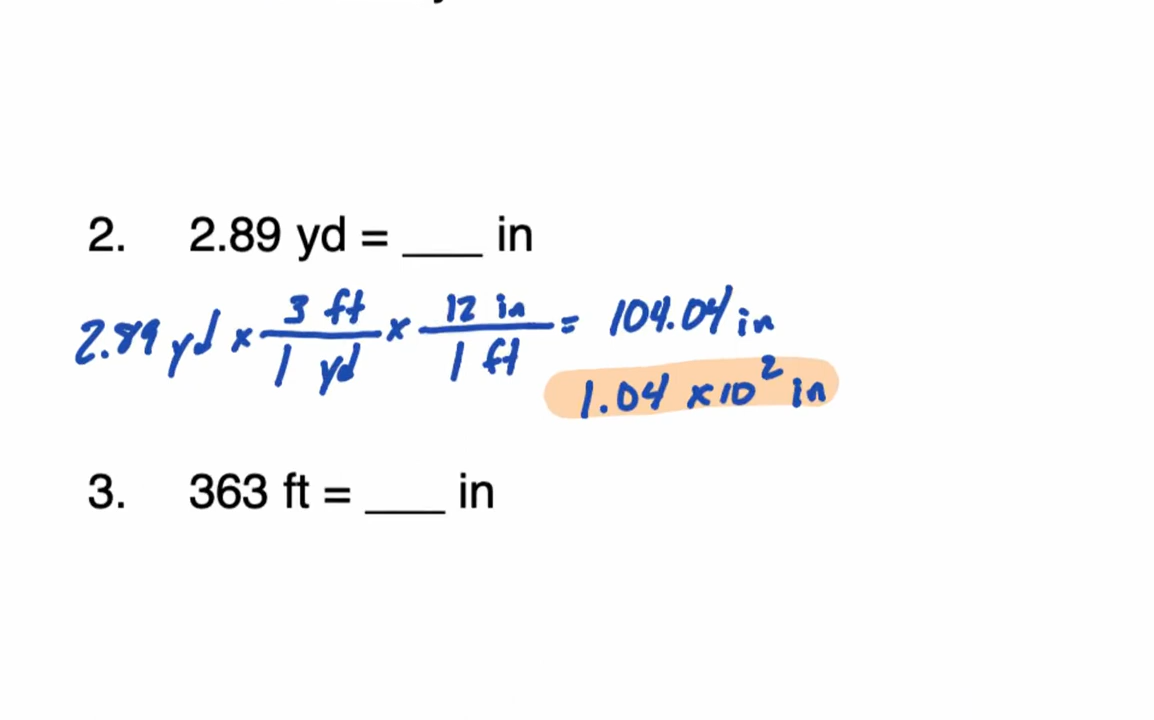 2. 2.89 yd = ___ in
2.89 yd × 3 ft / 1 yd × 12 in / 1 ft = 104.04 in
1.04 ×10² in
3. 363 ft = ___ in